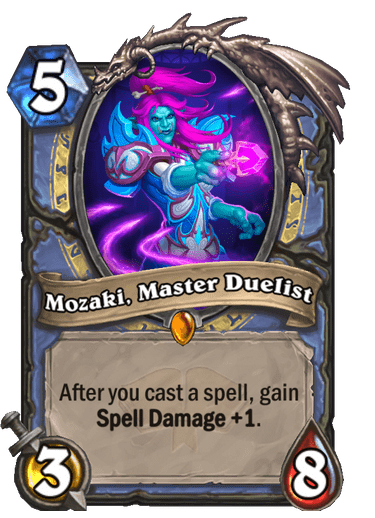 5
Mozaki, Master Duelist
After you cast a spell, gain
Spell Damage +1.
3
8